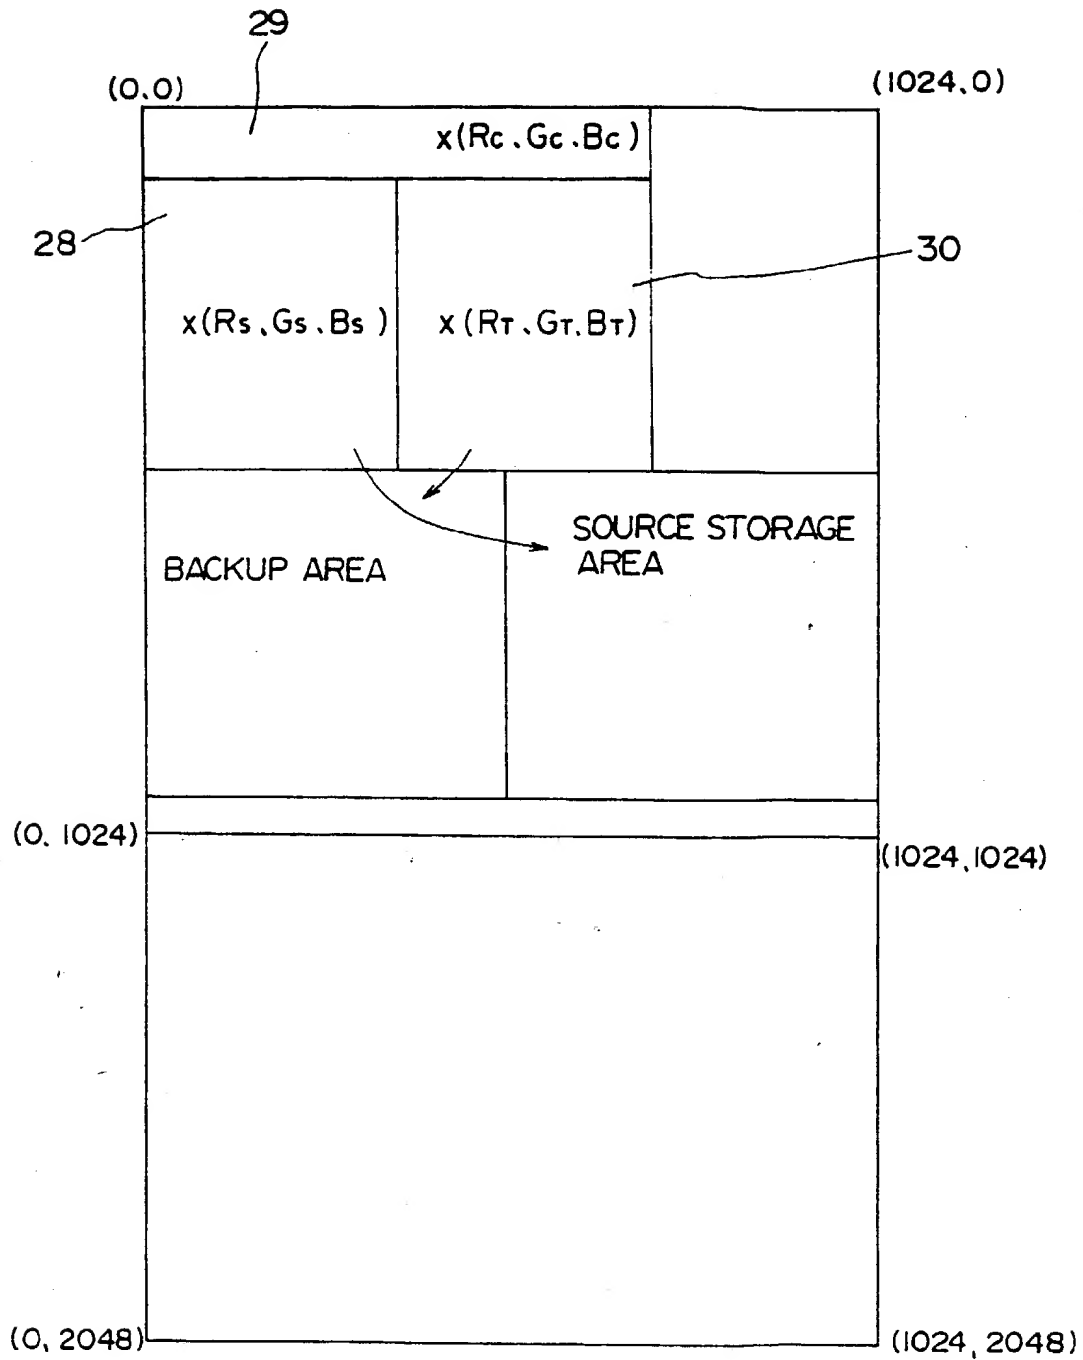 29
(0.0)
(1024.0)
x(Rc.Gc.Bc)
28
30
x(Rs.Gs.Bs)
x(RT.GT.BT)
SOURCE STORAGE
AREA
BACKUP AREA
(0, 1024)
(1024,1024)
(0, 2048)
(1024, 2048)